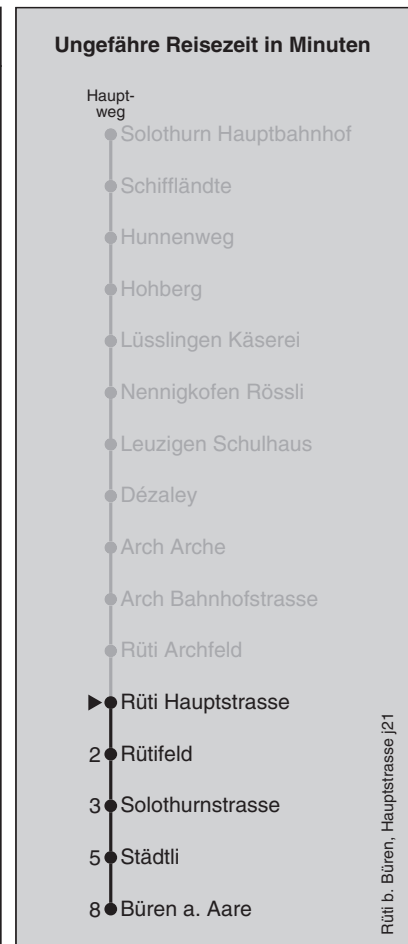 Ungefähre Reisezeit in Minuten
Haupt-
weg
Solothurn Hauptbahnhof
Schiffländte
Hunnenweg
Hohberg
Lüsslingen Käserei
Nennigkofen Rössli
Leuzigen Schulhaus
Dézaley
Arch Arche
Arch Bahnhofstrasse
Rüti Archfeld
Rüti Hauptstrasse
2 Rütifeld
3 Solothurnstrasse
5 Städtli
8 Büren a. Aare
Rüti b. Büren, Hauptstrasse j21